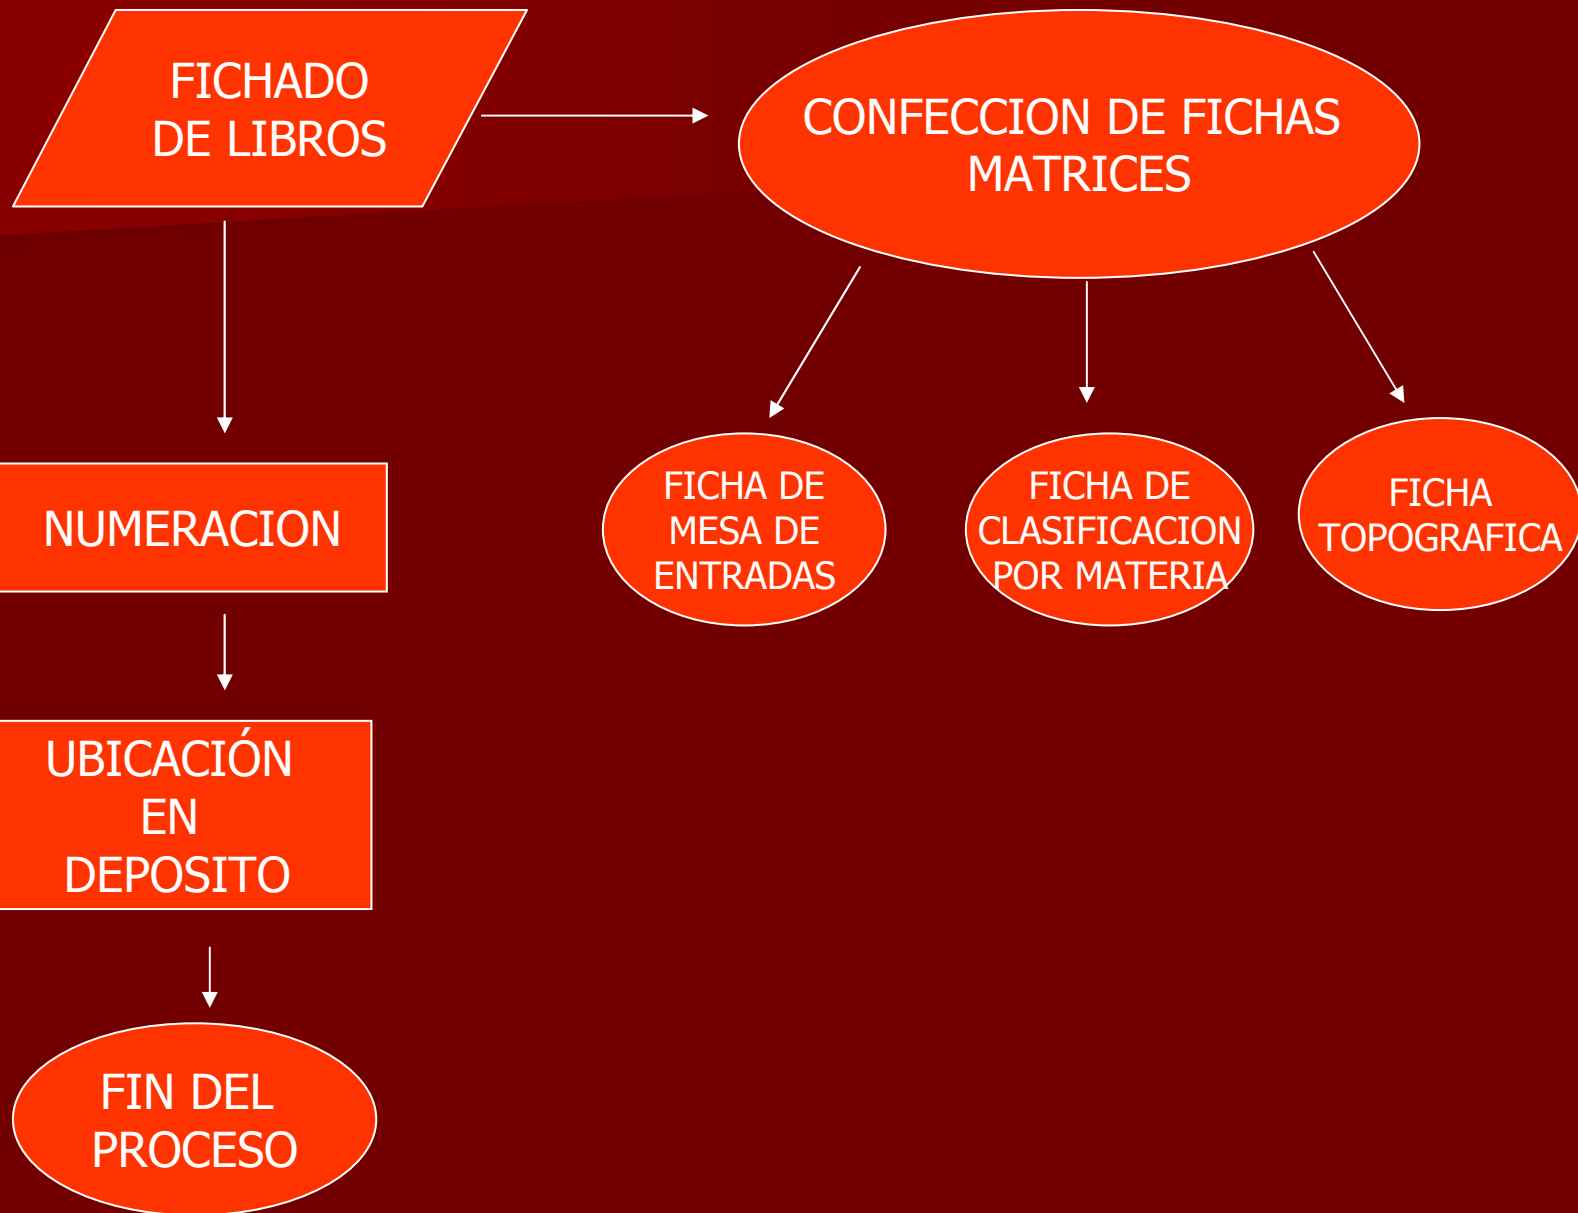 FICHADO
DE LIBROS
CONFECCION DE FICHAS
MATRICES
FICHA DE
MESA DE
ENTRADAS
FICHA DE
CLASIFICACION
POR MATERIA
FICHA
TOPOGRAFICA
NUMERACION
UBICACIÓN
EN
DEPOSITO
FIN DEL
PROCESO